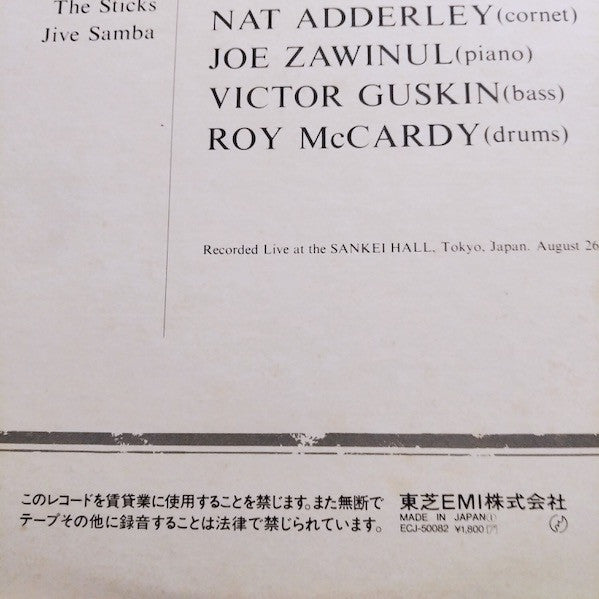 The Sticks
Jive Samba
NAT ADDERLEY(cornet)
JOE ZAWINUL(piano)
VICTOR GUSKIN(bass)
ROY McCARDY(drums)
Recorded Live at the SANKEI HALL, Tokyo, Japan. August 26
このレコードを賃貸業に使用することを禁じます。また無断で
テープその他に録音することは法律で禁じられています。
東芝EMI株式会社
MADE IN JAPAN
ECJ-50082 ¥1,800